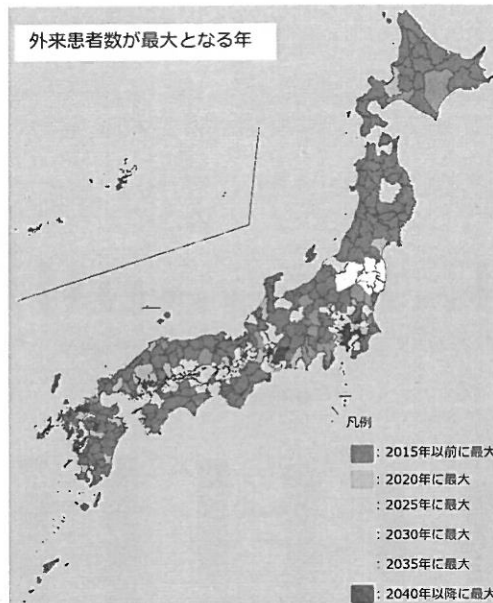 外来患者数が最大となる年
凡例
：2015年以前に最大
：2020年に最大
：2025年に最大
：2030年に最大
：2035年に最大
：2040年以降に最大